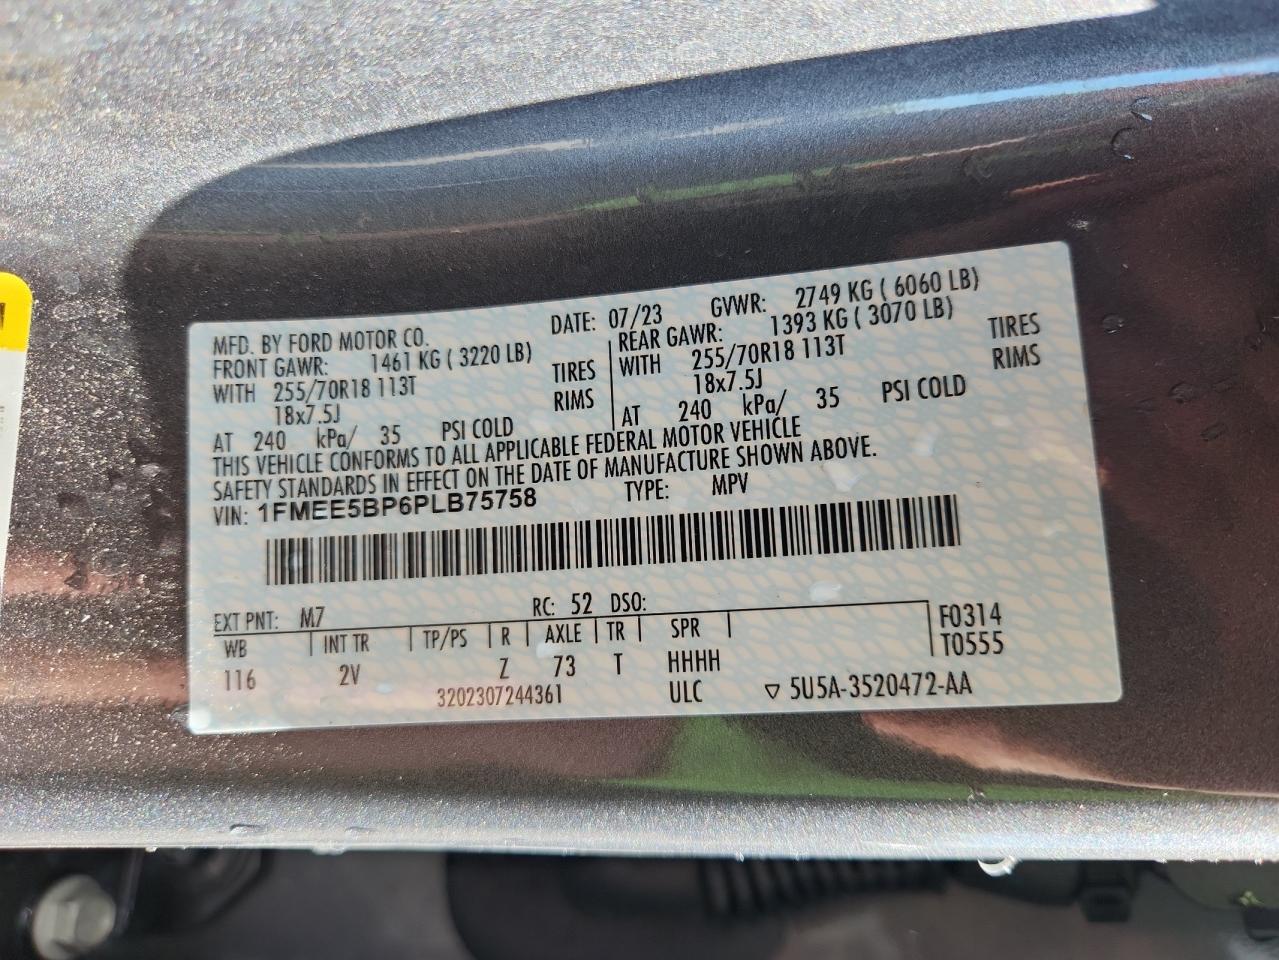 MFD. BY FORD MOTOR CO. DATE: 07/23 GVWR: 2749 KG ( 6060 LB)
FRONT GAWR: 1461 KG ( 3220 LB) REAR GAWR: 1393 KG ( 3070 LB)
WITH 255/70R18 113T TIRES WITH 255/70R18 113T TIRES
18x7.5J RIMS 18x7.5J RIMS
AT 240 kPa/ 35 PSI COLD AT 240 kPa/ 35 PSI COLD
THIS VEHICLE CONFORMS TO ALL APPLICABLE FEDERAL MOTOR VEHICLE
SAFETY STANDARDS IN EFFECT ON THE DATE OF MANUFACTURE SHOWN ABOVE.
VIN: 1FMEE5BP6PLB75758 TYPE: MPV
EXT PNT: M7 RC: 52 DSO:
WB INT TR TP/PS R AXLE TR SPR F0314
116 2V Z 73 T HHHH T0555
3202307244361 ULC ▽ 5U5A-3520472-AA